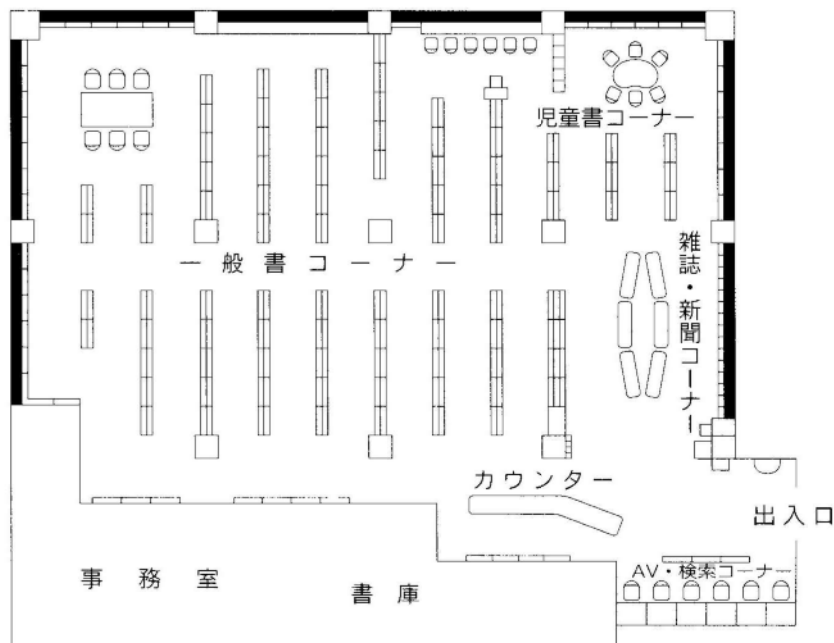 児童書コーナー
一般書コーナー
雑誌・新聞コーナー
カウンター
出入口
AV・検索コーナー
事務室
書庫